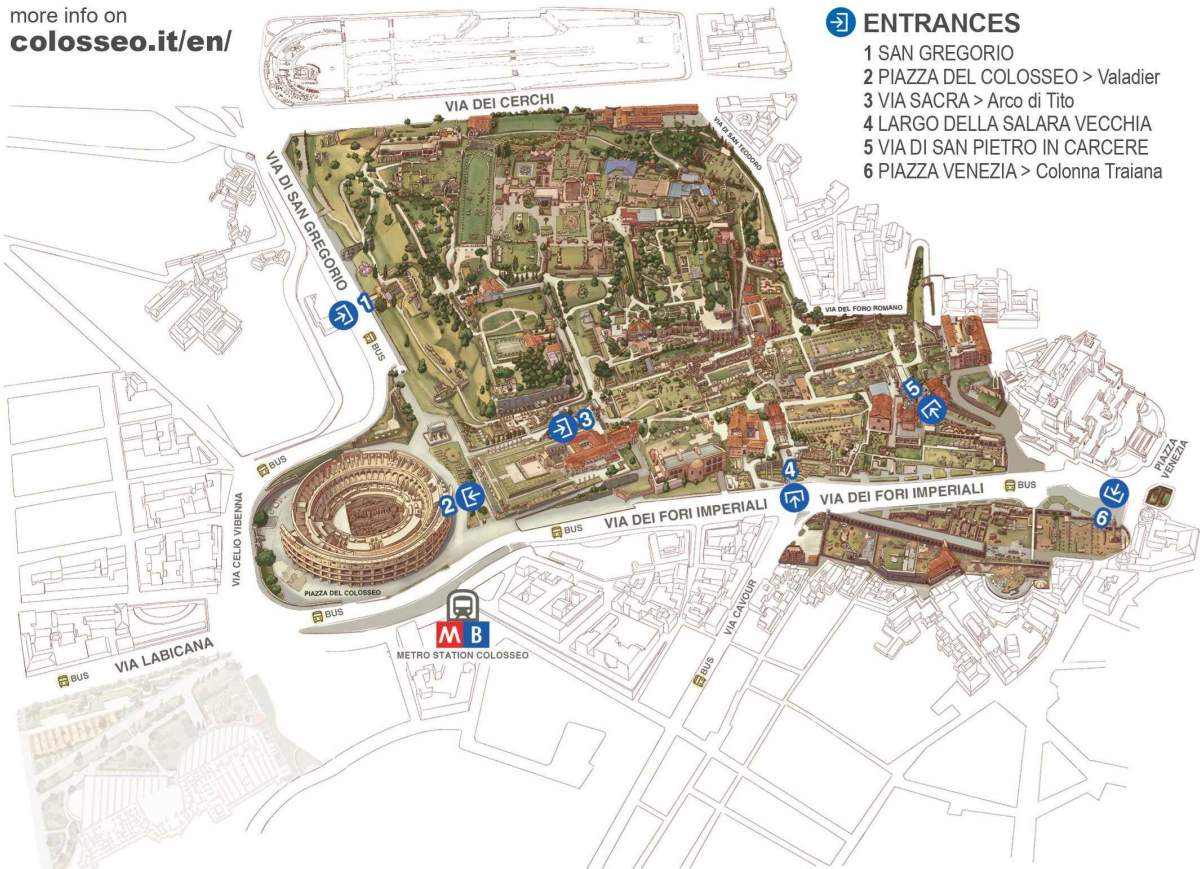 more info on
colosseo.it/en/
ENTRANCES
1 SAN GREGORIO
2 PIAZZA DEL COLOSSEO > Valadier
3 VIA SACRA > Arco di Tito
4 LARGO DELLA SALARA VECCHIA
5 VIA DI SAN PIETRO IN CARCERE
6 PIAZZA VENEZIA > Colonna Traiana
VIA DEI CERCHI
VIA DI SAN TEODORO
VIA DI SAN GREGORIO
1
BUS
VIA DEL FORO ROMANO
5
3
4
2
BUS
PIAZZA VENEZIA
VIA DEI FORI IMPERIALI
BUS
6
BUS
VIA DEI FORI IMPERIALI
VIA CELIO VIBENNA
PIAZZA DEL COLOSSEO
BUS
M B
METRO STATION COLOSSEO
VIA CAVOUR
BUS
VIA LABICANA
BUS